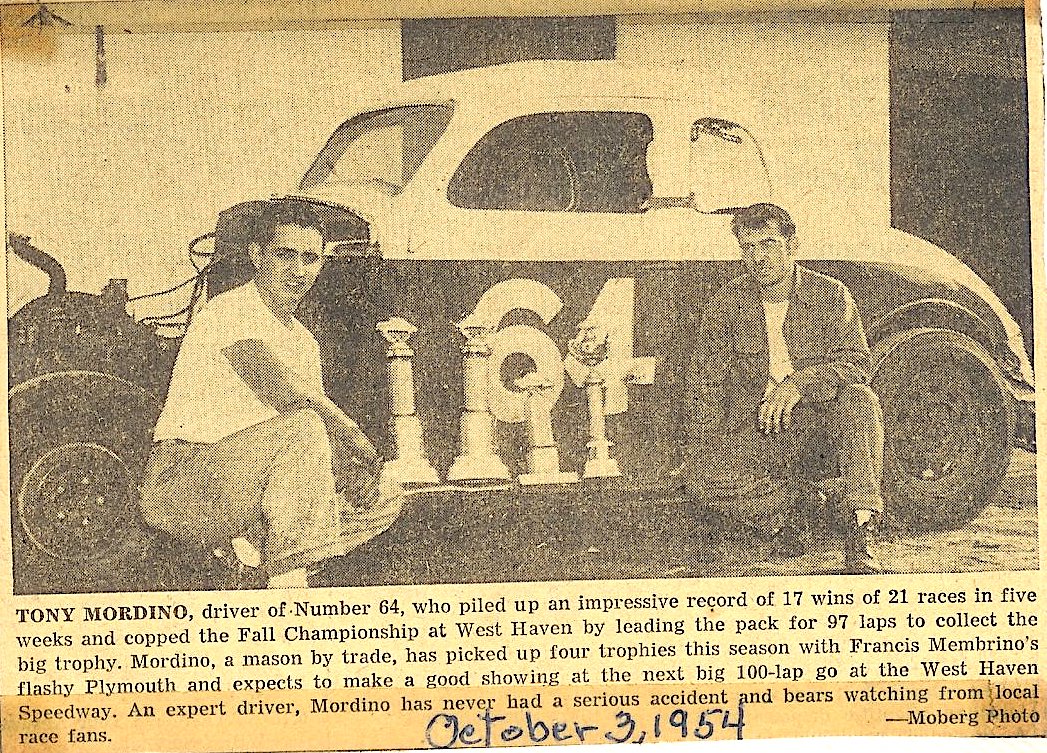 64
TONY MORDINO, driver of Number 64, who piled up an impressive record of 17 wins of 21 races in five
weeks and copped the Fall Championship at West Haven by leading the pack for 97 laps to collect the
big trophy. Mordino, a mason by trade, has picked up four trophies this season with Francis Membrino's
flashy Plymouth and expects to make a good showing at the next big 100-lap go at the West Haven
Speedway. An expert driver, Mordino has never had a serious accident and bears watching from local
race fans.
—Moberg Photo
October 3, 1954